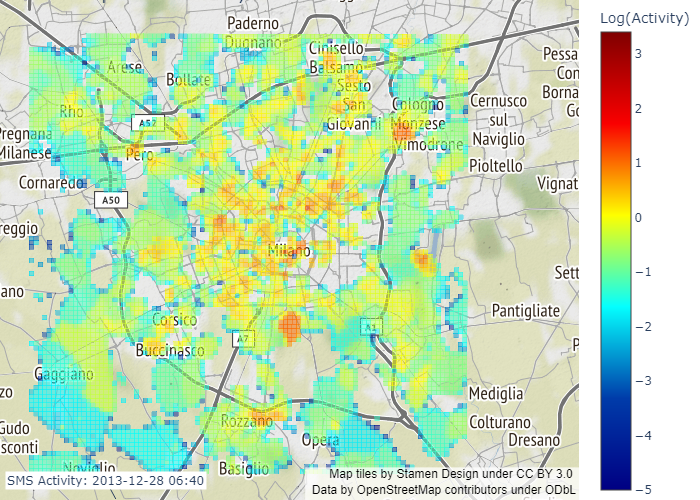 Log(Activity)
3
2
1
0
−1
−2
−3
−4
−5
Paderno
Dugnano
Cinisello
Balsamo
Arese
Bollate
Sesto
San
Giovanni
Cologno
Monzese
Vimodrone
Cernusco
sul
Naviglio
Pioltello
Pessa
Con
Borna
Go
Rho
A52
Pregnana
Milanese
Pero
Cornaredo
A50
Vignat
reggio
Milano
Sett
ano
Pantigliate
Corsico
A7
A1
Buccinasco
P
Gaggiano
zo
Mediglia
Rozzano
Colturano
Gudo
sconti
Opera
Dresano
Noviglio
Basiglio
SMS Activity: 2013-12-28 06:40
Map tiles by Stamen Design under CC BY 3.0
Data by OpenStreetMap contributors under ODbL